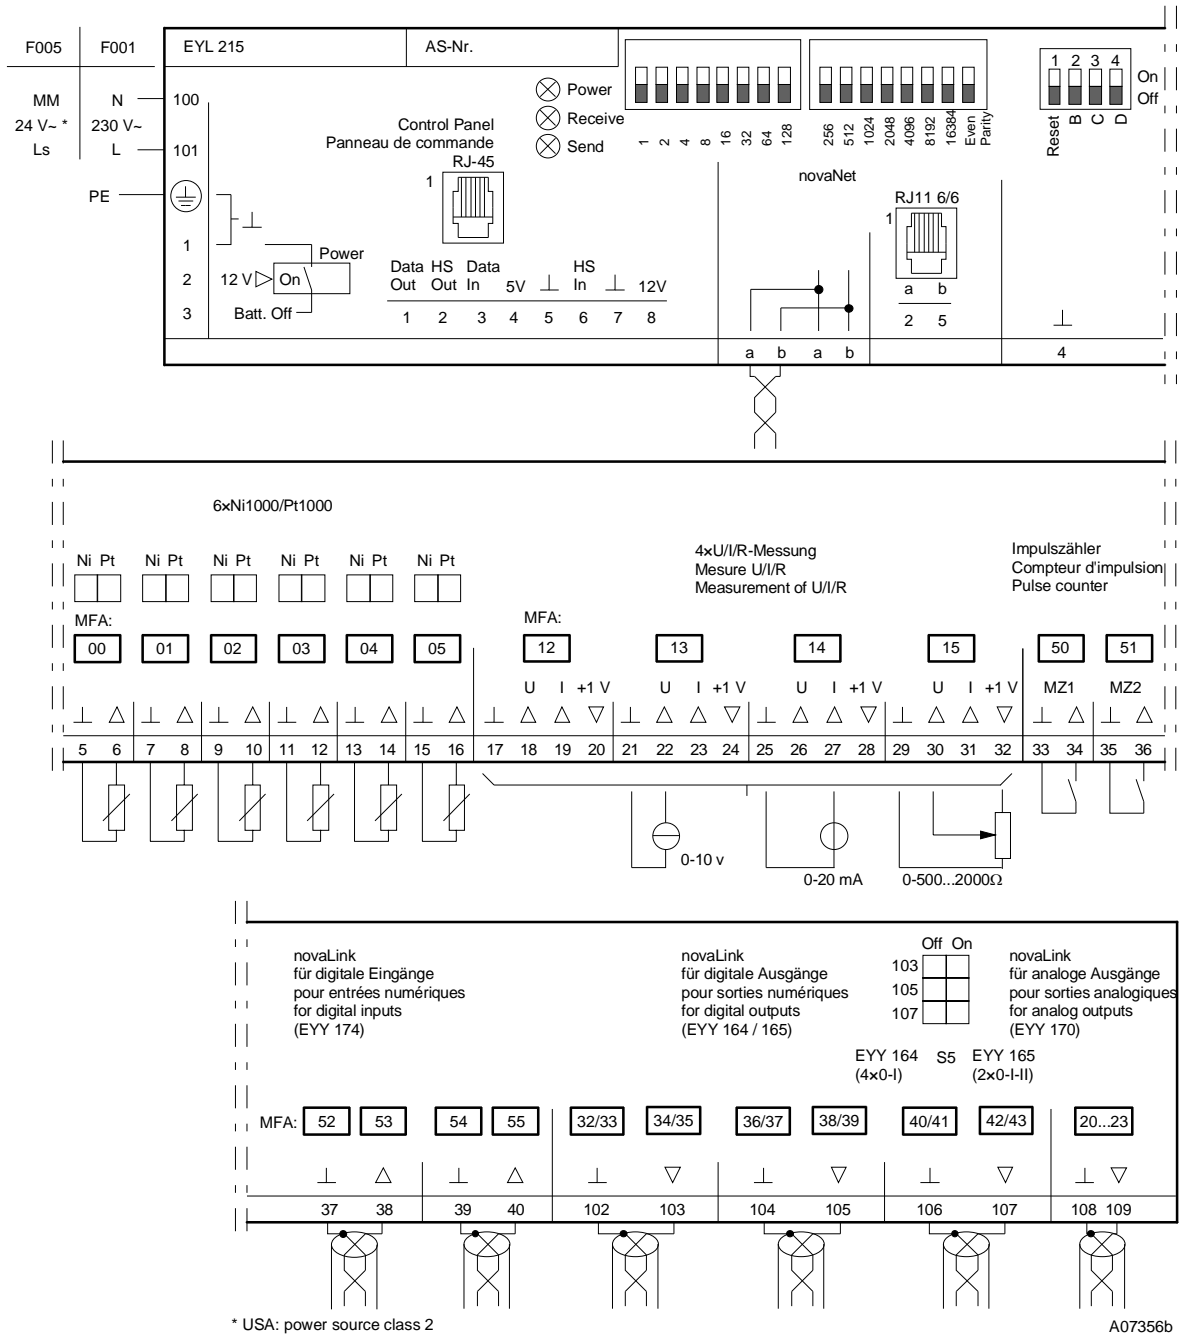 F005 F001 EYL 215 AS-Nr.
MM N 100
24 V~ * 230 V~
Ls L 101
PE
1
2
3
12 V On Power
Batt. Off
Power
Receive
Send
Control Panel
Panneau de commande
RJ-45
1
Data HS Data HS
Out Out In 5V In 12V
1 2 3 4 5 6 7 8
1 2 4 8 16 32 64 128
256 512 1024 2048 4096 8192 16384 Even Parity
1 2 3 4
On
Off
Reset B C D
novaNet
RJ11 6/6
1
a b
2 5
a b a b 4
6xNi1000/Pt1000
Ni Pt Ni Pt Ni Pt Ni Pt Ni Pt Ni Pt
4xU/I/R-Messung
Mesure U/I/R
Measurement of U/I/R
Impulszähler
Compteur d'impulsion
Pulse counter
MFA: MFA:
00 01 02 03 04 05 12 13 14 15 50 51
U I +1 V U I +1 V U I +1 V U I +1 V MZ1 MZ2
5 6 7 8 9 10 11 12 13 14 15 16 17 18 19 20 21 22 23 24 25 26 27 28 29 30 31 32 33 34 35 36
0-10 v
0-20 mA
0-500...2000Ω
novaLink
für digitale Eingänge
pour entrées numériques
for digital inputs
(EYY 174)
novaLink
für digitale Ausgänge
pour sorties numériques
for digital outputs
(EYY 164 / 165)
Off On
103
105
107
novaLink
für analoge Ausgänge
pour sorties analogiques
for analog outputs
(EYY 170)
EYY 164 S5 EYY 165
(4x0-I) (2x0-I-II)
MFA: 52 53 54 55 32/33 34/35 36/37 38/39 40/41 42/43 20...23
37 38 39 40 102 103 104 105 106 107 108 109
* USA: power source class 2
A07356b